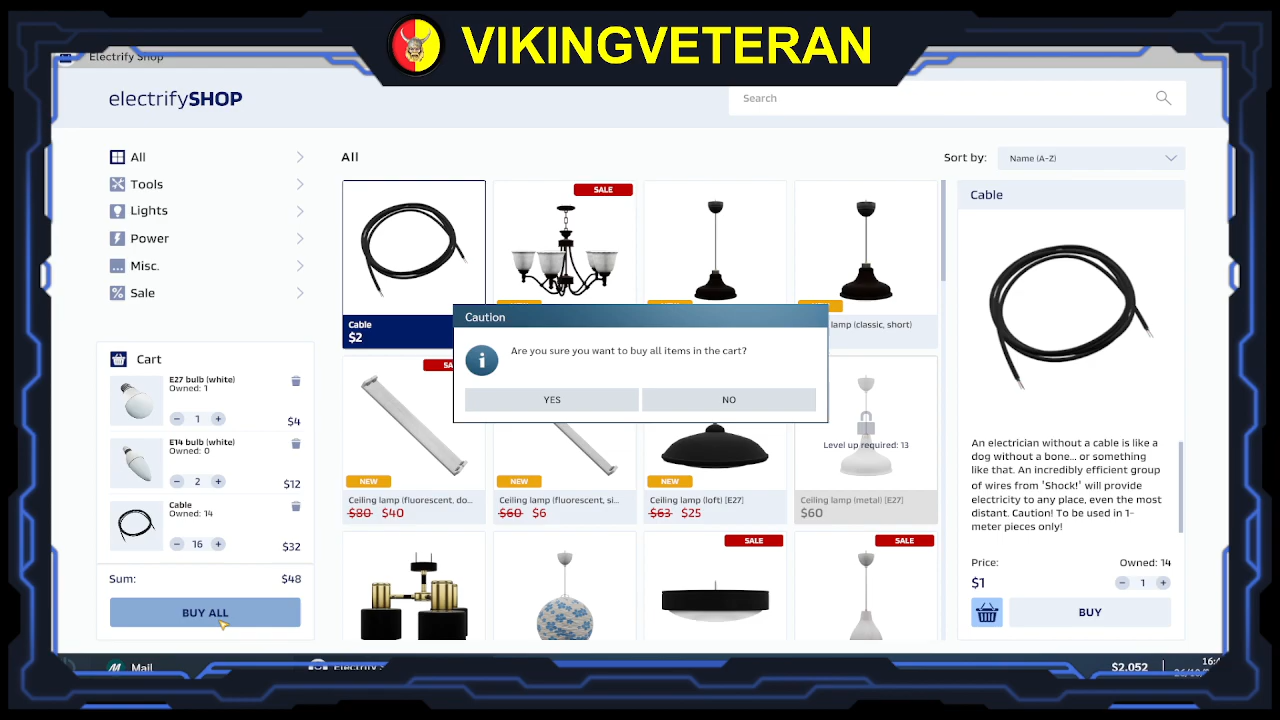 VIKINGVETERAN
Electrify Shop
electrifySHOP
Search
All
Tools
Lights
Power
Misc.
Sale
All
Sort by:
Name (A-Z)
SALE
Cable
$2
lamp (classic, short)
Caution
Are you sure you want to buy all items in the cart?
YES
NO
Cart
E27 bulb (white)
Owned: 1
1
$4
E14 bulb (white)
Owned: 0
2
$12
Cable
Owned: 14
16
$32
Sum:
$48
BUY ALL
NEW
Ceiling lamp (fluorescent, do...
$80 $40
NEW
Ceiling lamp (fluorescent, si...
$60 $6
NEW
Ceiling lamp (loft) [E27]
$63 $25
Level up required: 13
Ceiling lamp (metal) [E27]
$60
SALE
SALE
Cable
An electrician without a cable is like a
dog without a bone... or something
like that. An incredibly efficient group
of wires from 'Shock!' will provide
electricity to any place, even the most
distant. Caution! To be used in 1-
meter pieces only!
Price:
Owned: 14
$1
1
BUY
Mail
Electrify S
$2,052